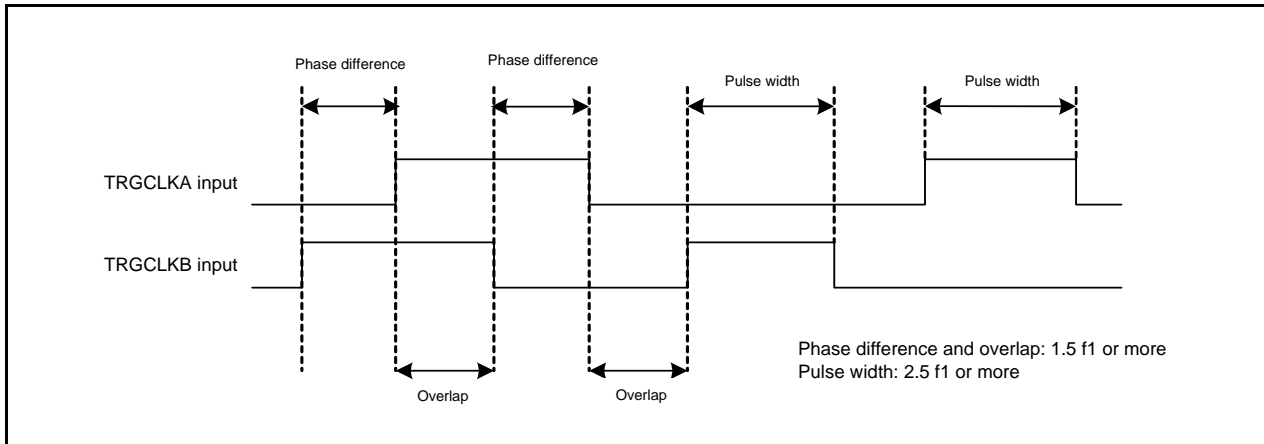 Phase difference
Phase difference
Pulse width
Pulse width
TRGCLKA input
TRGCLKB input
Phase difference and overlap: 1.5 f1 or more
Pulse width: 2.5 f1 or more
Overlap
Overlap